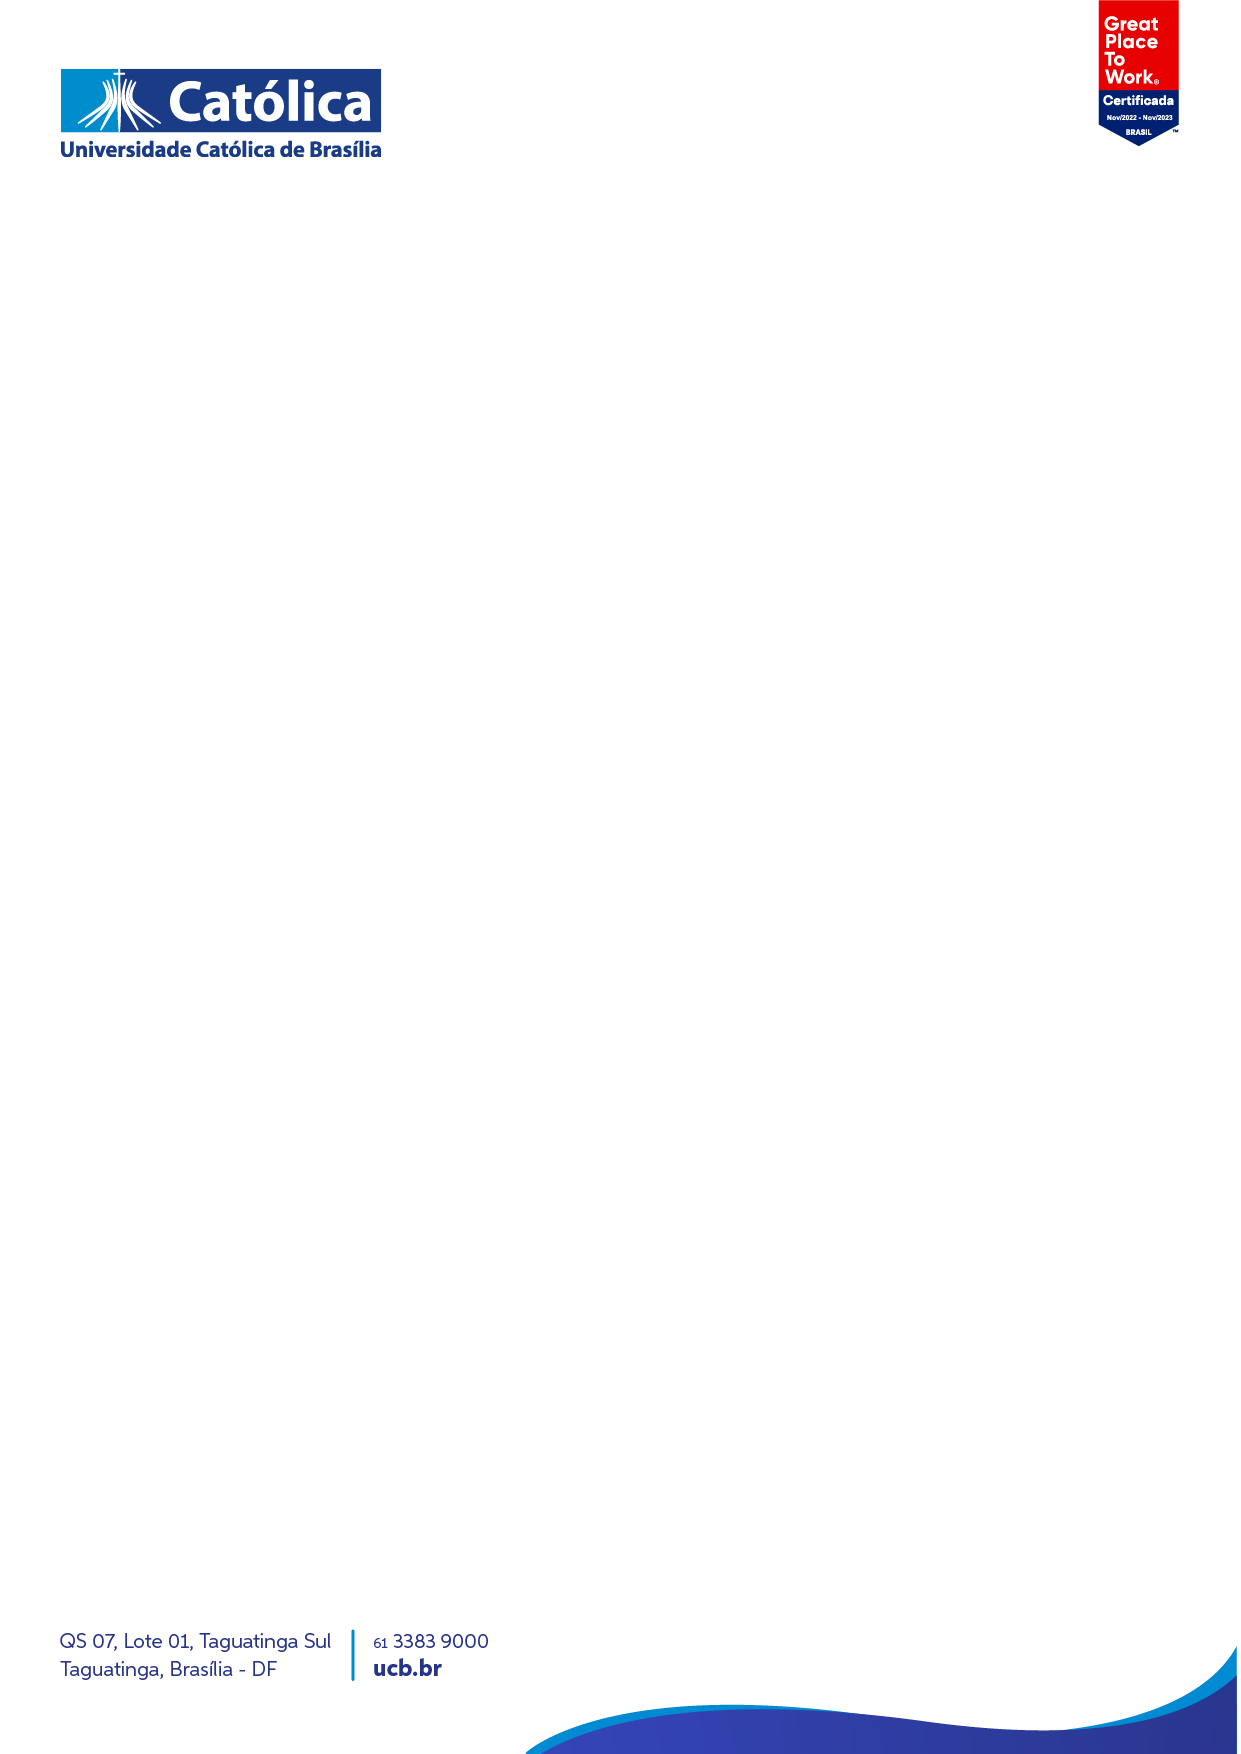 Great
Place
To
Work®
Certificada
Nov/2022 - Nov/2023
BRASIL
™
Católica
Universidade Católica de Brasília
QS 07, Lote 01, Taguatinga Sul
Taguatinga, Brasília - DF
61 3383 9000
ucb.br